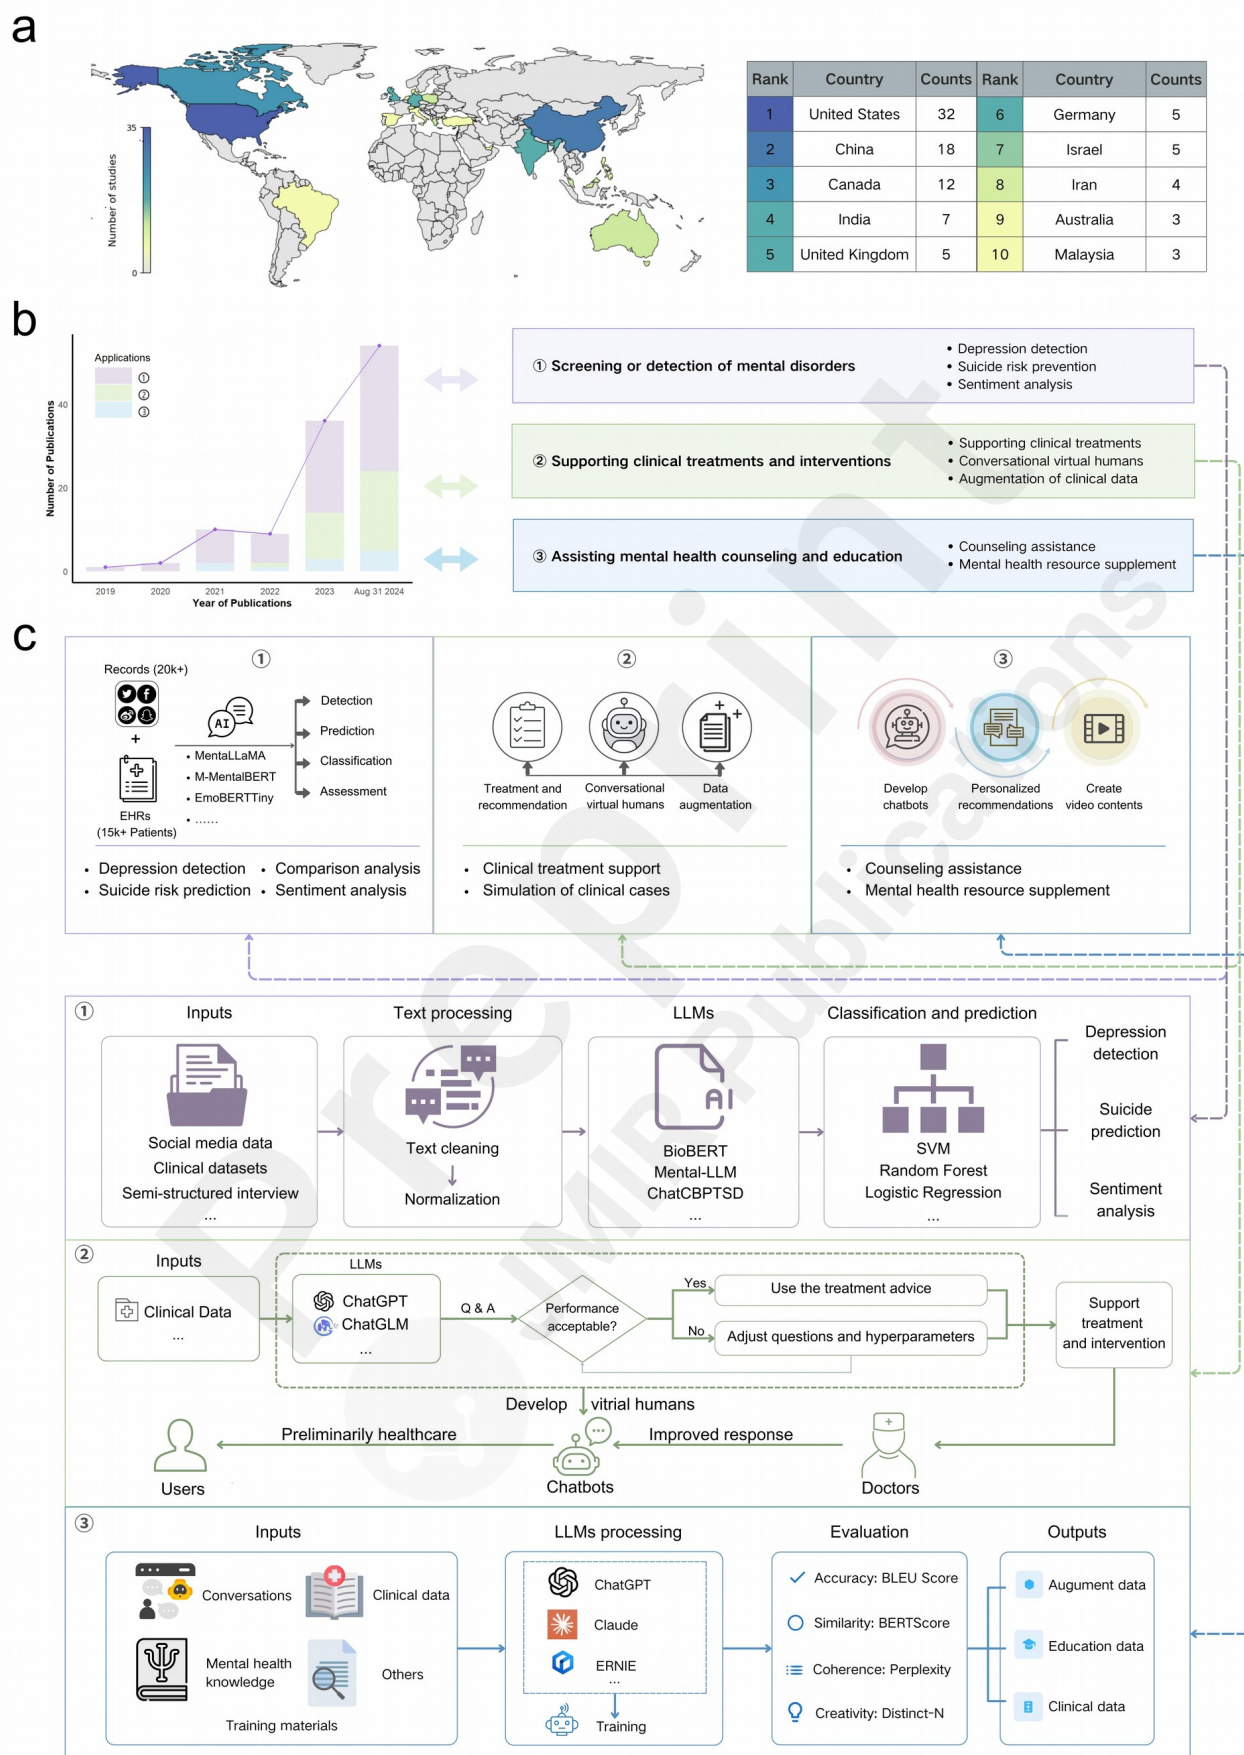 a
Rank Country Counts Rank Country Counts
1 United States 32 6 Germany 5
2 China 18 7 Israel 5
3 Canada 12 8 Iran 4
4 India 7 9 Australia 3
5 United Kingdom 5 10 Malaysia 3
35
Number of studies
0
b
Applications
①
②
③
Number of Publications
40
20
0
2019 2020 2021 2022 2023 Aug 31 2024
Year of Publications
① Screening or detection of mental disorders
• Depression detection
• Suicide risk prevention
• Sentiment analysis
② Supporting clinical treatments and interventions
• Supporting clinical treatments
• Conversational virtual humans
• Augmentation of clinical data
③ Assisting mental health counseling and education
• Counseling assistance
• Mental health resource supplement
c
①
Records (20k+)
+
EHRs
(15k+ Patients)
AI
• MentaLLaMA
• M-MentalBERT
• EmoBERTTiny
• ......
Detection
Prediction
Classification
Assessment
• Depression detection • Comparison analysis
• Suicide risk prediction • Sentiment analysis
②
Treatment and
recommendation
Conversational
virtual humans
Data
augmentation
• Clinical treatment support
• Simulation of clinical cases
③
Develop
chatbots
Personalized
recommendations
Create
video contents
• Counseling assistance
• Mental health resource supplement
①
Inputs
Social media data
Clinical datasets
Semi-structured interview
...
Text processing
Text cleaning
Normalization
LLMs
AI
BioBERT
Mental-LLM
ChatCBPTSD
...
Classification and prediction
SVM
Random Forest
Logistic Regression
...
Depression
detection
Suicide
prediction
Sentiment
analysis
②
Inputs
Clinical Data
...
LLMs
ChatGPT
ChatGLM
...
Q & A
Performance
acceptable?
Yes
Use the treatment advice
No
Adjust questions and hyperparameters
Support
treatment
and intervention
Develop vitrial humans
Preliminarily healthcare
Improved response
Users
Chatbots
Doctors
③
Inputs
Conversations
Clinical data
Mental health
knowledge
Others
Training materials
LLMs processing
ChatGPT
Claude
ERNIE
...
Training
Evaluation
Accuracy: BLEU Score
Similarity: BERTScore
Coherence: Perplexity
Creativity: Distinct-N
Outputs
Augument data
Education data
Clinical data
Preprint
JMIR Publications